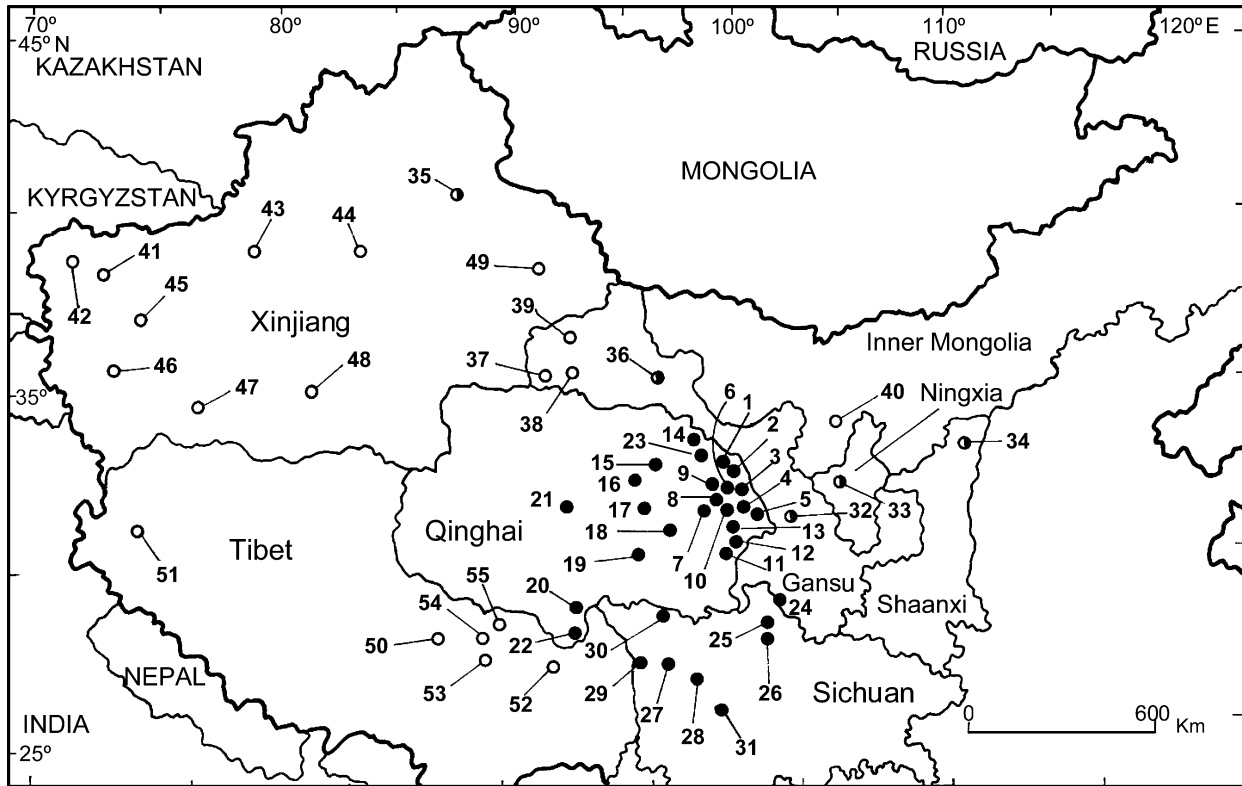 70º 80º 90º 100º 110º 120º E
45º N
KAZAKHSTAN
RUSSIA
MONGOLIA
KYRGYZSTAN
35
43
44
41
49
45
42
39
Xinjiang
Inner Mongolia
37
36
46
48
6
35º
47
1
Ningxia
40
38
2
14
34
23
3
15
9
4
16
8
5
21
17
32
33
Qinghai
18
13
Tibet
7
12
51
19
10
11
Gansu
55
20
24
Shaanxi
54
25
50
22
30
NEPAL
26
53
29
Sichuan
52
27
INDIA
28
31
0 600 Km
25º